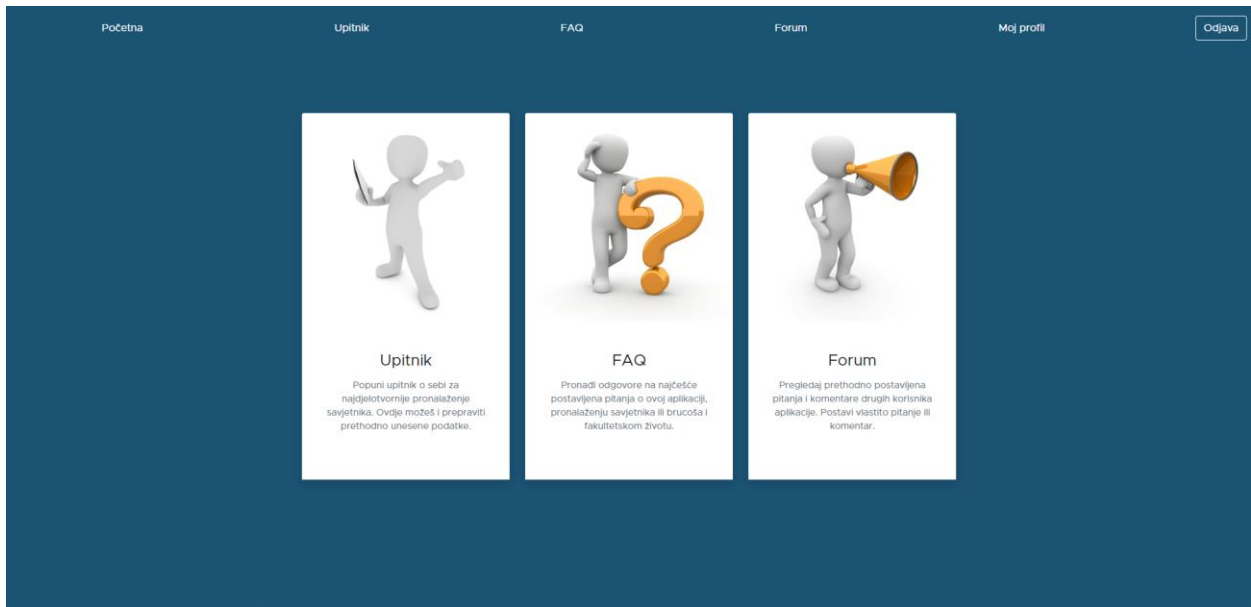 Početna
Upitnik
FAQ
Forum
Moj profil
Odjava
Upitnik
Popuni upitnik o sebi za
najdjelotvornije pronalaženje
savjetnika. Ovdje možeš i prepraviti
prethodno unesene podatke.
FAQ
Pronađi odgovore na najčešće
postavljena pitanja o ovoj aplikaciji,
pronalaženju savjetnika ili brucoša i
fakultetskom životu.
Forum
Pregledaj prethodno postavljena
pitanja i komentare drugih korisnika
aplikacije. Postavi vlastito pitanje ili
komentar.